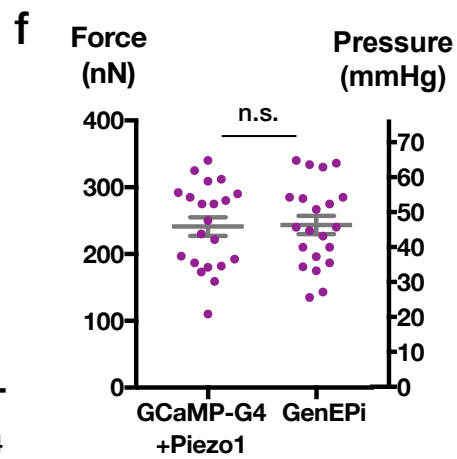 f
Force
(nN)
Pressure
(mmHg)
n.s.
400
300
200
100
0
70
60
50
40
30
20
10
0
GCaMP-G4
+Piezo1
GenEPi